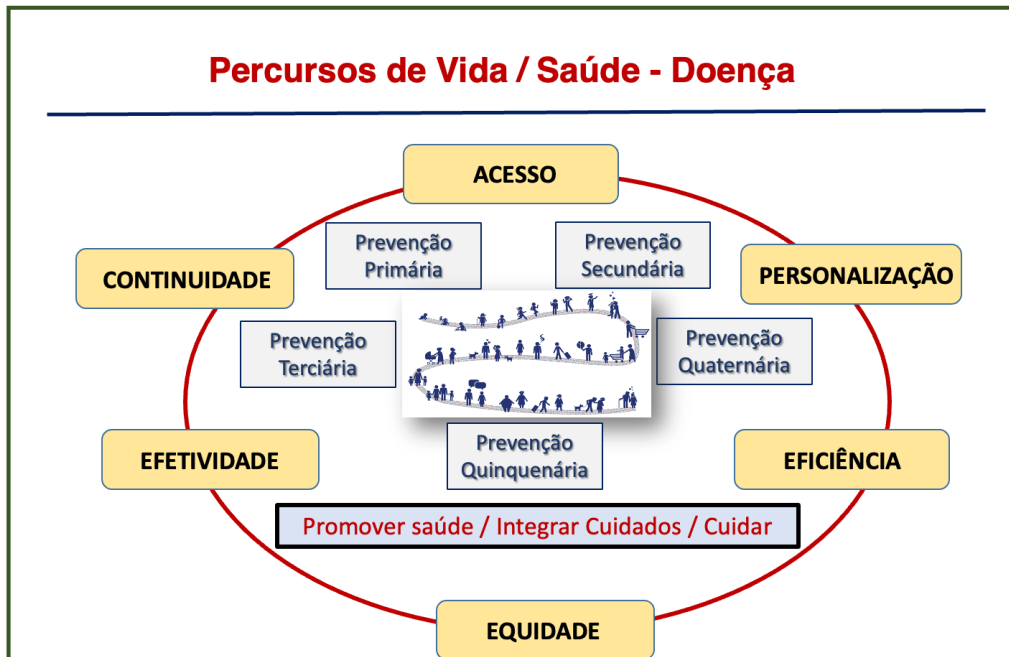 Percursos de Vida / Saúde - Doença
ACESSO
Prevenção
Primária
Prevenção
Secundária
CONTINUIDADE
PERSONALIZAÇÃO
Prevenção
Terciária
Prevenção
Quaternária
Prevenção
Quinquenária
EFETIVIDADE
EFICIÊNCIA
Promover saúde / Integrar Cuidados / Cuidar
EQUIDADE